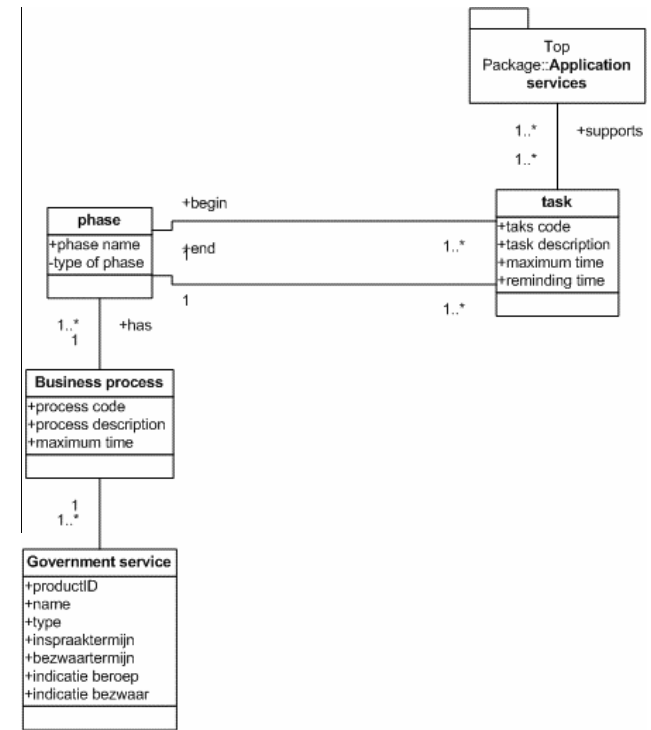 Top
Package::Application
services
1..*
+supports
1..*
task
+taks code
+task description
+maximum time
+reminding time
+begin
phase
+phase name
-type of phase
+end
1
1..*
1
1..*
1..*
+has
1
Business process
+process code
+process description
+maximum time
1
1..*
Government service
+productID
+name
+type
+inspraaktermijn
+bezwaartermijn
+indicatie beroep
+indicatie bezwaar